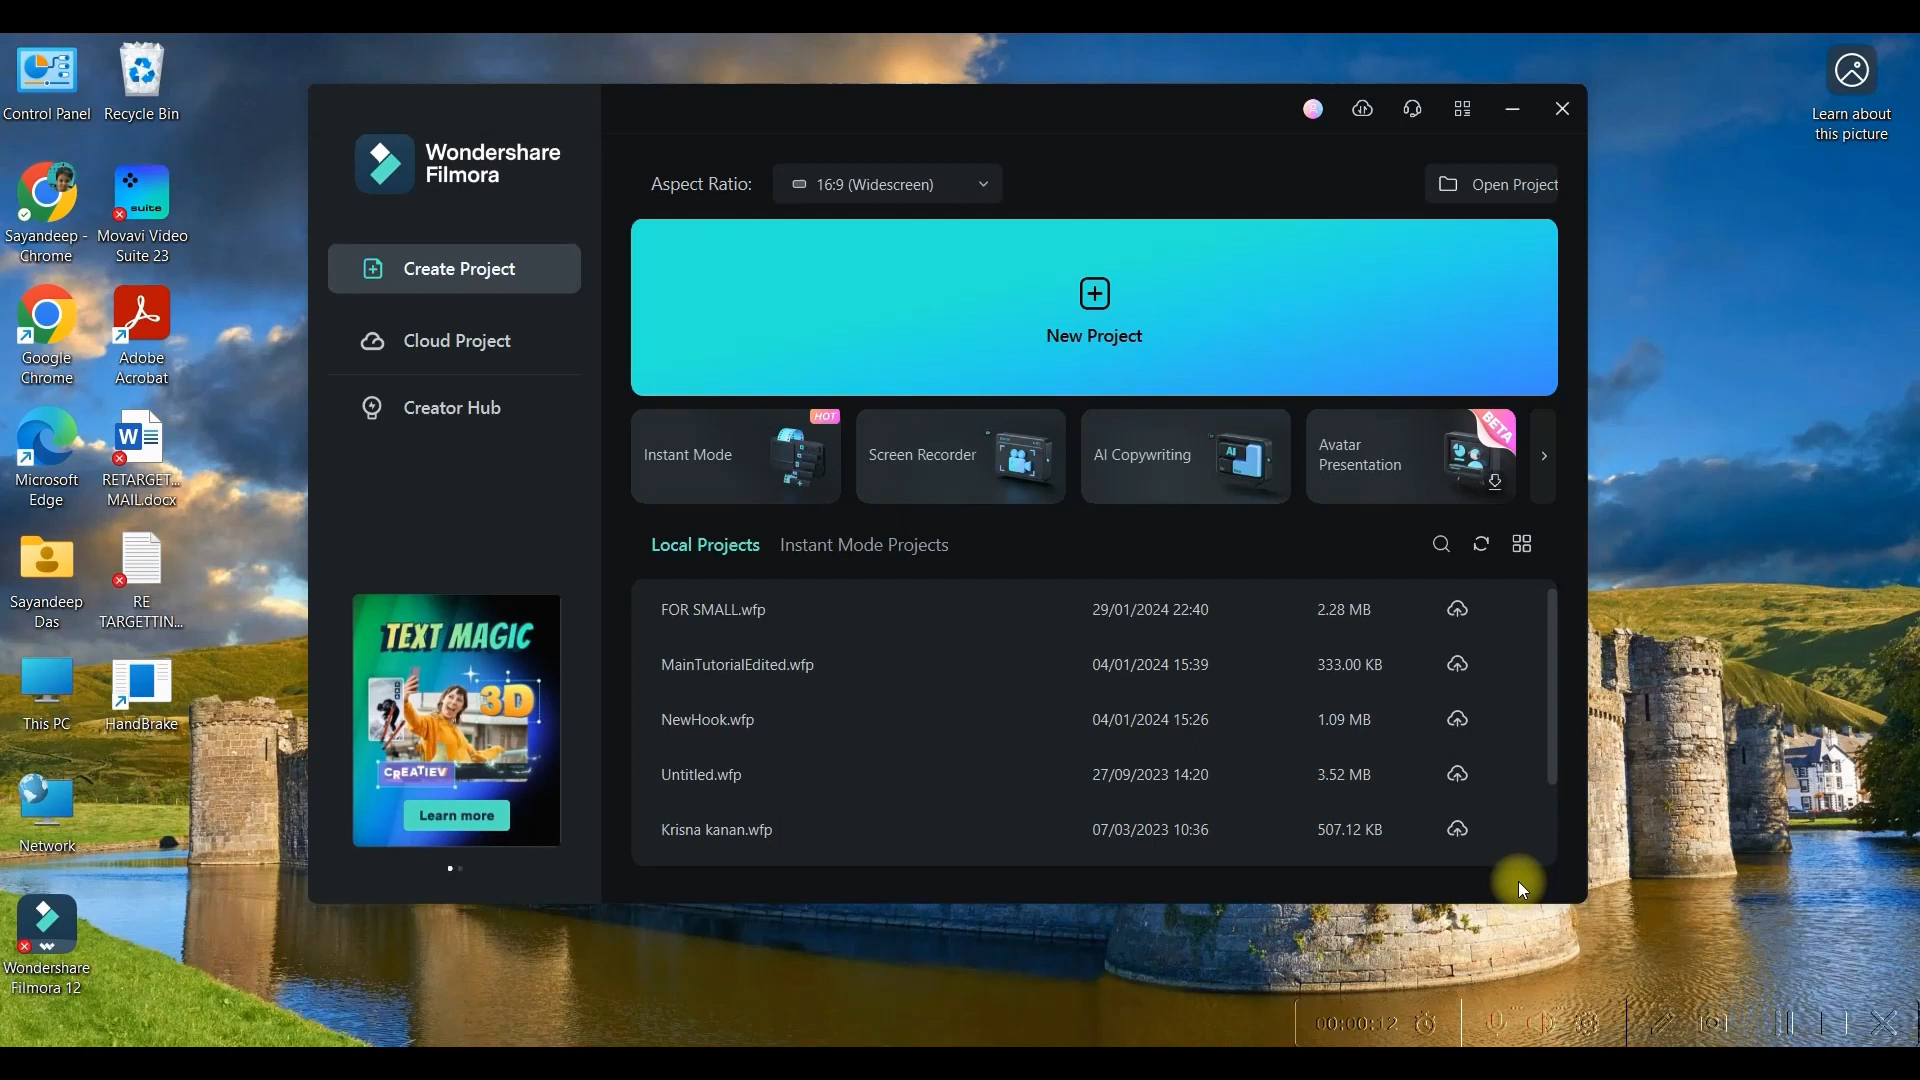 Control Panel
Recycle Bin
Sayandeep -
Chrome
suite
Movavi Video
Suite 23
Google
Chrome
Adobe
Acrobat
Microsoft
Edge
W
RETARGET...
MAIL.docx
Sayandeep
Das
RE
TARGETTIN...
This PC
HandBrake
Network
Wondershare
Filmora 12
Learn about
this picture
Wondershare
Filmora
Create Project
Cloud Project
Creator Hub
TEXT MAGIC
3D
CREATIEV
Learn more
Aspect Ratio:
16:9 (Widescreen)
Open Project
New Project
Instant Mode
HOT
Screen Recorder
AI Copywriting
AI
Avatar
Presentation
BETA
Local Projects
Instant Mode Projects
FOR SMALL.wfp 29/01/2024 22:40 2.28 MB
MainTutorialEdited.wfp 04/01/2024 15:39 333.00 KB
NewHook.wfp 04/01/2024 15:26 1.09 MB
Untitled.wfp 27/09/2023 14:20 3.52 MB
Krisna kanan.wfp 07/03/2023 10:36 507.12 KB
00:00:12